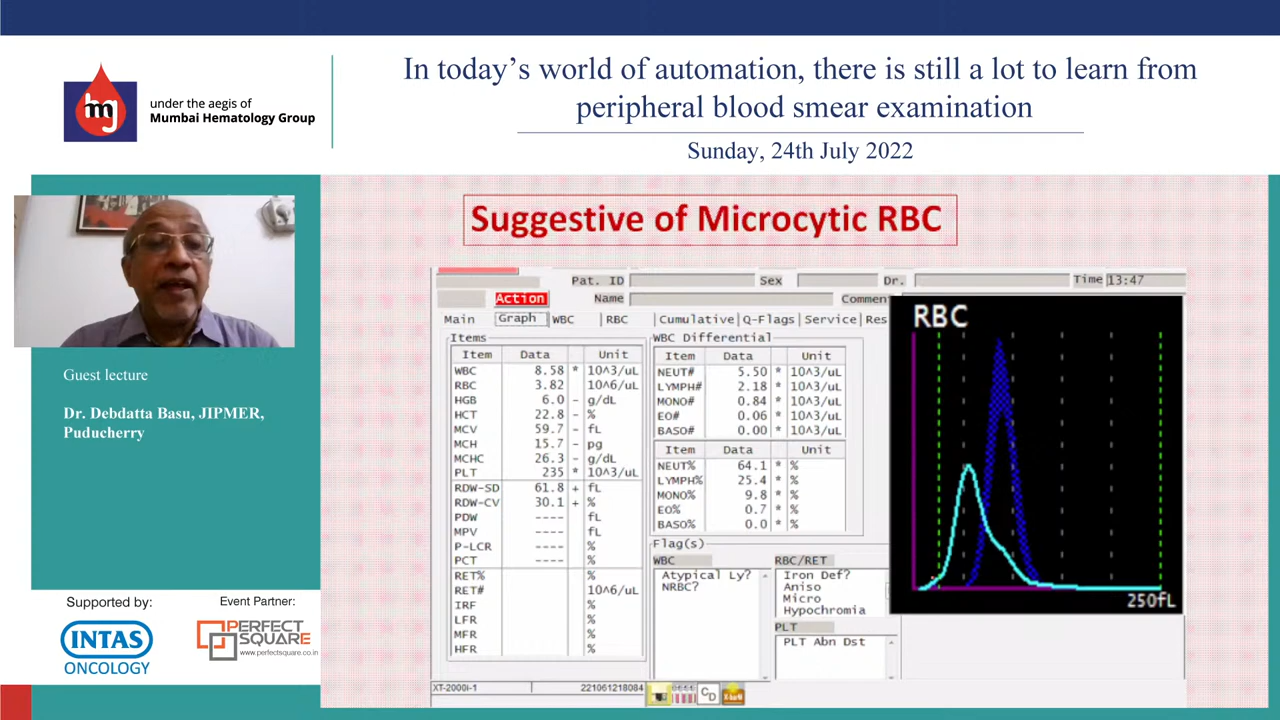 In today's world of automation, there is still a lot to learn from
peripheral blood smear examination
Sunday, 24th July 2022
mg
under the aegis of
Mumbai Hematology Group
Guest lecture
Dr. Debdatta Basu, JIPMER,
Puducherry
Supported by:
INTAS
ONCOLOGY
Event Partner:
PERFECT
SQUARE
www.perfectsquare.co.in
Suggestive of Microcytic RBC
Pat. ID Sex Dr. Time 13:47
Action Name Commen
Main Graph WBC RBC Cumulative Q-Flags Service Res
Items
Item Data Unit
WBC 8.58 * 10^3/uL
RBC 3.82 10^6/uL
HGB 6.0 - g/dL
HCT 22.8 - %
MCV 59.7 - fL
MCH 15.7 - pg
MCHC 26.3 - g/dL
PLT 235 * 10^3/uL
RDW-SD 61.8 + fL
RDW-CV 30.1 + %
PDW ---- fL
MPV ---- fL
P-LCR ---- %
PCT ---- %
RET% %
RET# 10^6/uL
IRF %
LFR %
MFR %
HFR %
WBC Differential
Item Data Unit
NEUT# 5.50 * 10^3/uL
LYMPH# 2.18 * 10^3/uL
MONO# 0.84 * 10^3/uL
EO# 0.06 * 10^3/uL
BASO# 0.00 * 10^3/uL
Item Data Unit
NEUT% 64.1 * %
LYMPH% 25.4 * %
MONO% 9.8 * %
EO% 0.7 * %
BASO% 0.0 * %
Flag(s)
WBC
Atypical Ly?
NRBC?
RBC/RET
Iron Def?
Aniso
Micro
Hypochromia
PLT
PLT Abn Dst
RBC
250fL
XT-2000i-1 221061218084
CD